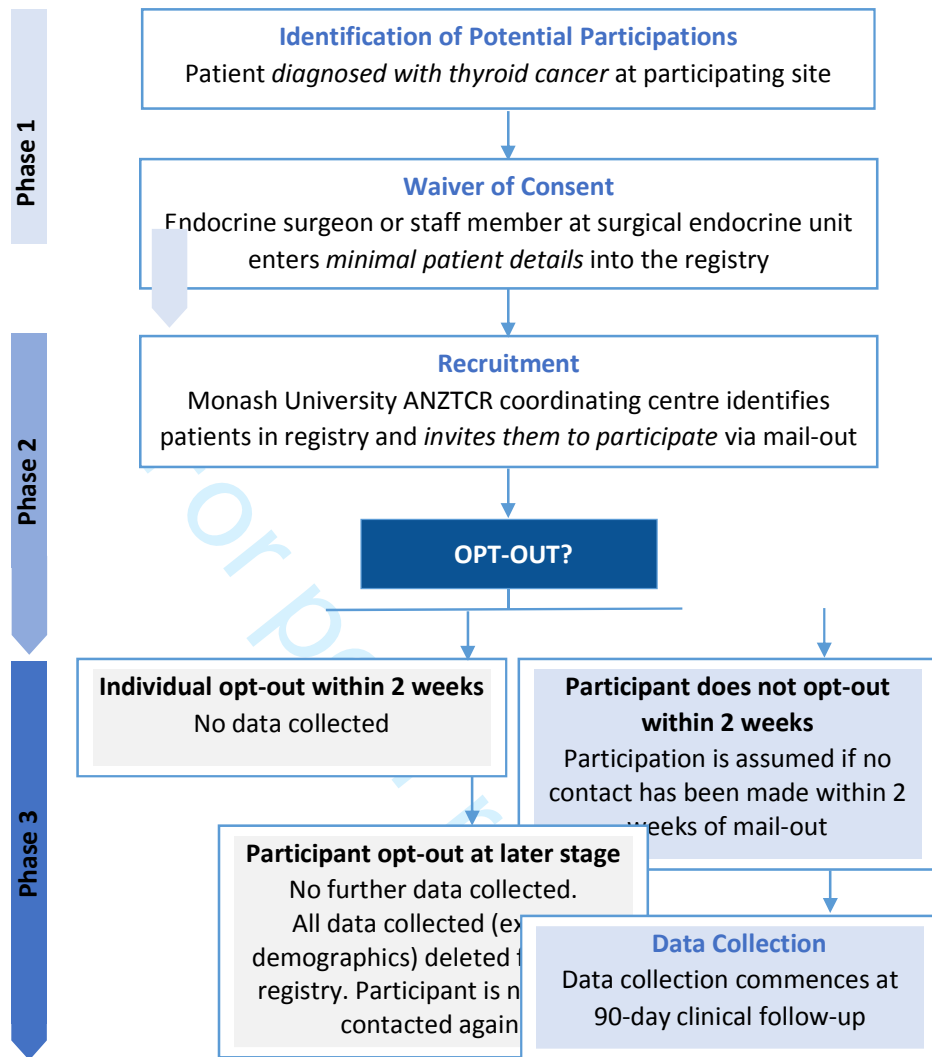 Phase 1
Identification of Potential Participations
Patient diagnosed with thyroid cancer at participating site
Waiver of Consent
Endocrine surgeon or staff member at surgical endocrine unit
enters minimal patient details into the registry
Phase 2
Recruitment
Monash University ANZTCR coordinating centre identifies
patients in registry and invites them to participate via mail-out
OPT-OUT?
Phase 3
Individual opt-out within 2 weeks
No data collected
Participant does not opt-out
within 2 weeks
Participation is assumed if no
contact has been made within 2
weeks of mail-out
Participant opt-out at later stage
No further data collected.
All data collected (ex
demographics) deleted
registry. Participant is
contacted again
Data Collection
Data collection commences at
90-day clinical follow-up